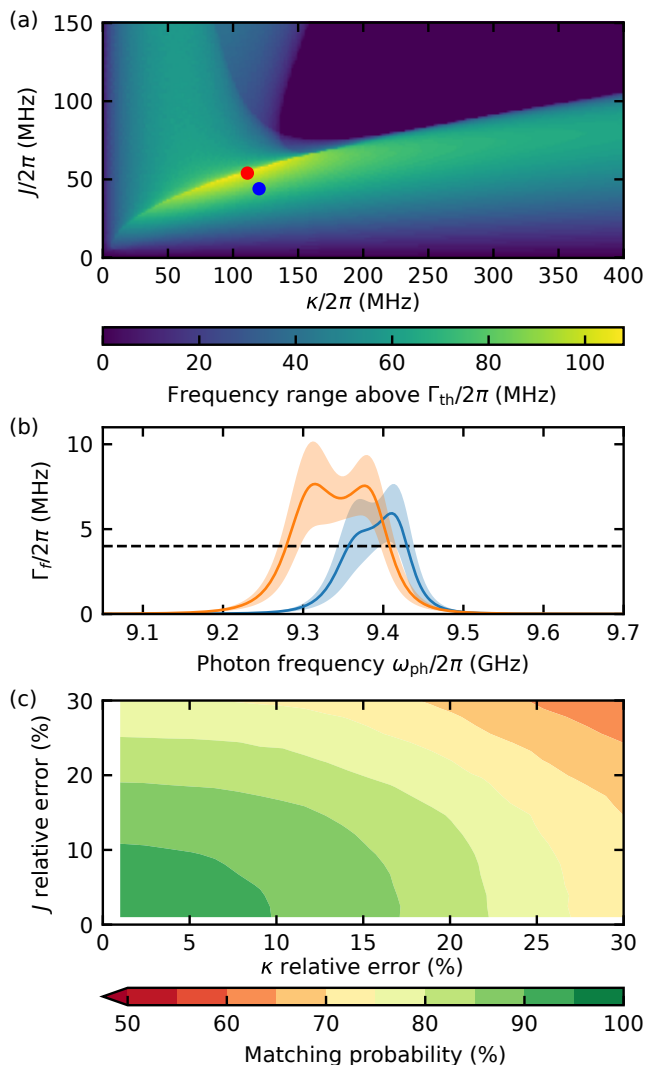 (a)
150
100
50
0
J/2π (MHz)
0 50 100 150 200 250 300 350 400
κ/2π (MHz)
0 20 40 60 80 100
Frequency range above Γth/2π (MHz)
(b)
10
5
0
Γf/2π (MHz)
9.1 9.2 9.3 9.4 9.5 9.6 9.7
Photon frequency ωph/2π (GHz)
(c)
30
20
10
0
J relative error (%)
0 5 10 15 20 25 30
κ relative error (%)
50 60 70 80 90 100
Matching probability (%)